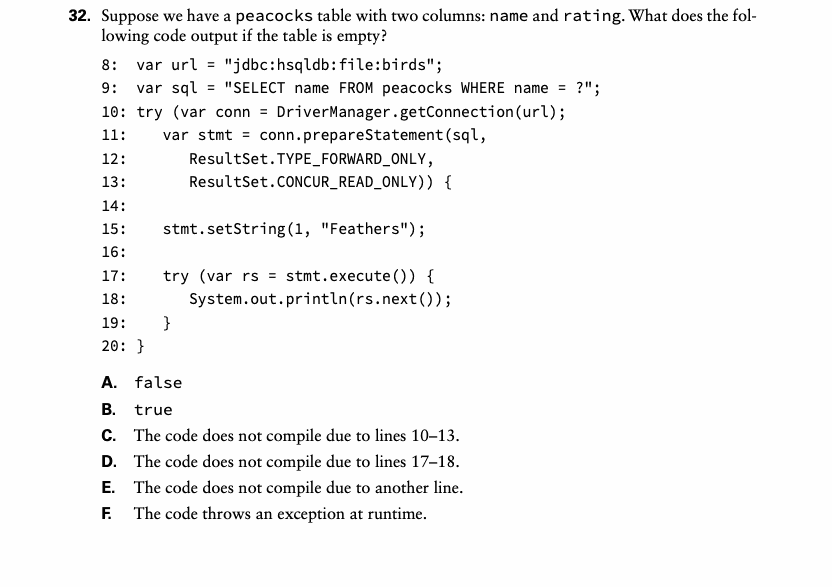 32. Suppose we have a peacocks table with two columns: name and rating. What does the fol-
lowing code output if the table is empty?
8: var url = "jdbc:hsqldb:file:birds";
9: var sql = "SELECT name FROM peacocks WHERE name = ?";
10: try (var conn = DriverManager.getConnection(url);
11:    var stmt = conn.prepareStatement(sql,
12:       ResultSet.TYPE_FORWARD_ONLY,
13:       ResultSet.CONCUR_READ_ONLY)) {
14:
15:    stmt.setString(1, "Feathers");
16:
17:    try (var rs = stmt.execute()) {
18:       System.out.println(rs.next());
19:    }
20: }
A. false
B. true
C. The code does not compile due to lines 10–13.
D. The code does not compile due to lines 17–18.
E. The code does not compile due to another line.
F. The code throws an exception at runtime.